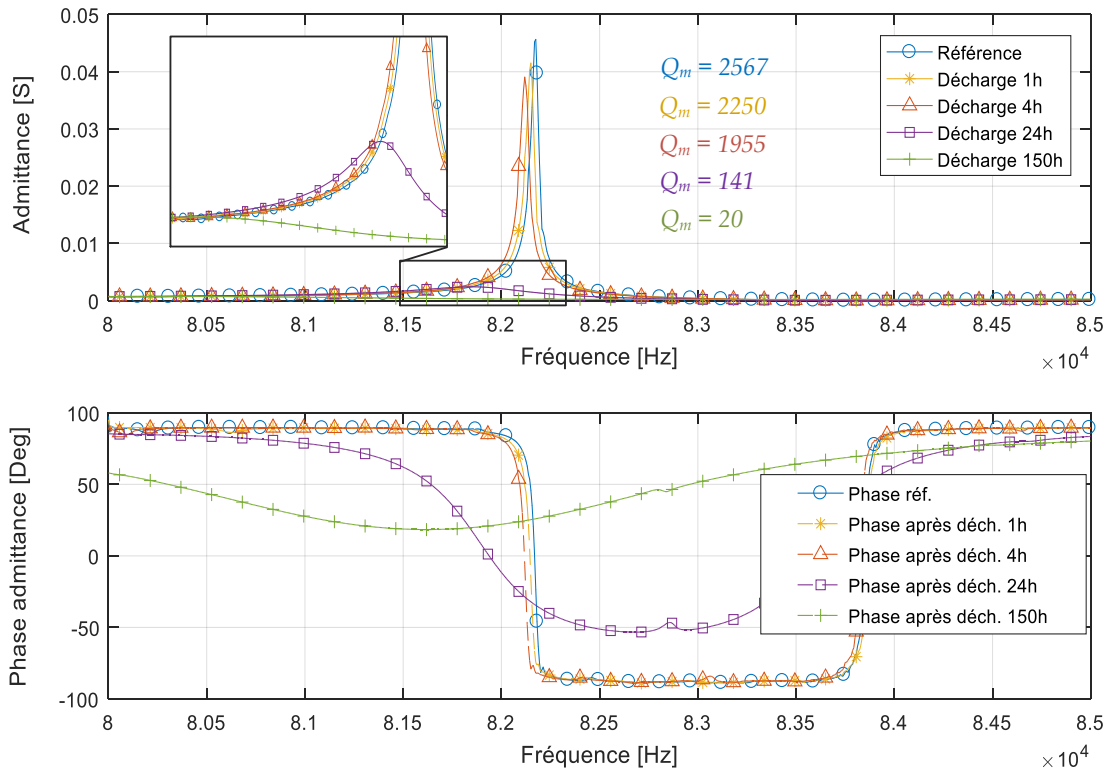 0.05
0.04
0.03
0.02
0.01
0
Admittance [S]
Qm = 2567
Qm = 2250
Qm = 1955
Qm = 141
Qm = 20
Référence
Décharge 1h
Décharge 4h
Décharge 24h
Décharge 150h
8 8.05 8.1 8.15 8.2 8.25 8.3 8.35 8.4 8.45 8.5
Fréquence [Hz]
×10^4
100
50
0
-50
-100
Phase admittance [Deg]
Phase réf.
Phase après déch. 1h
Phase après déch. 4h
Phase après déch. 24h
Phase après déch. 150h
8 8.05 8.1 8.15 8.2 8.25 8.3 8.35 8.4 8.45 8.5
Fréquence [Hz]
×10^4